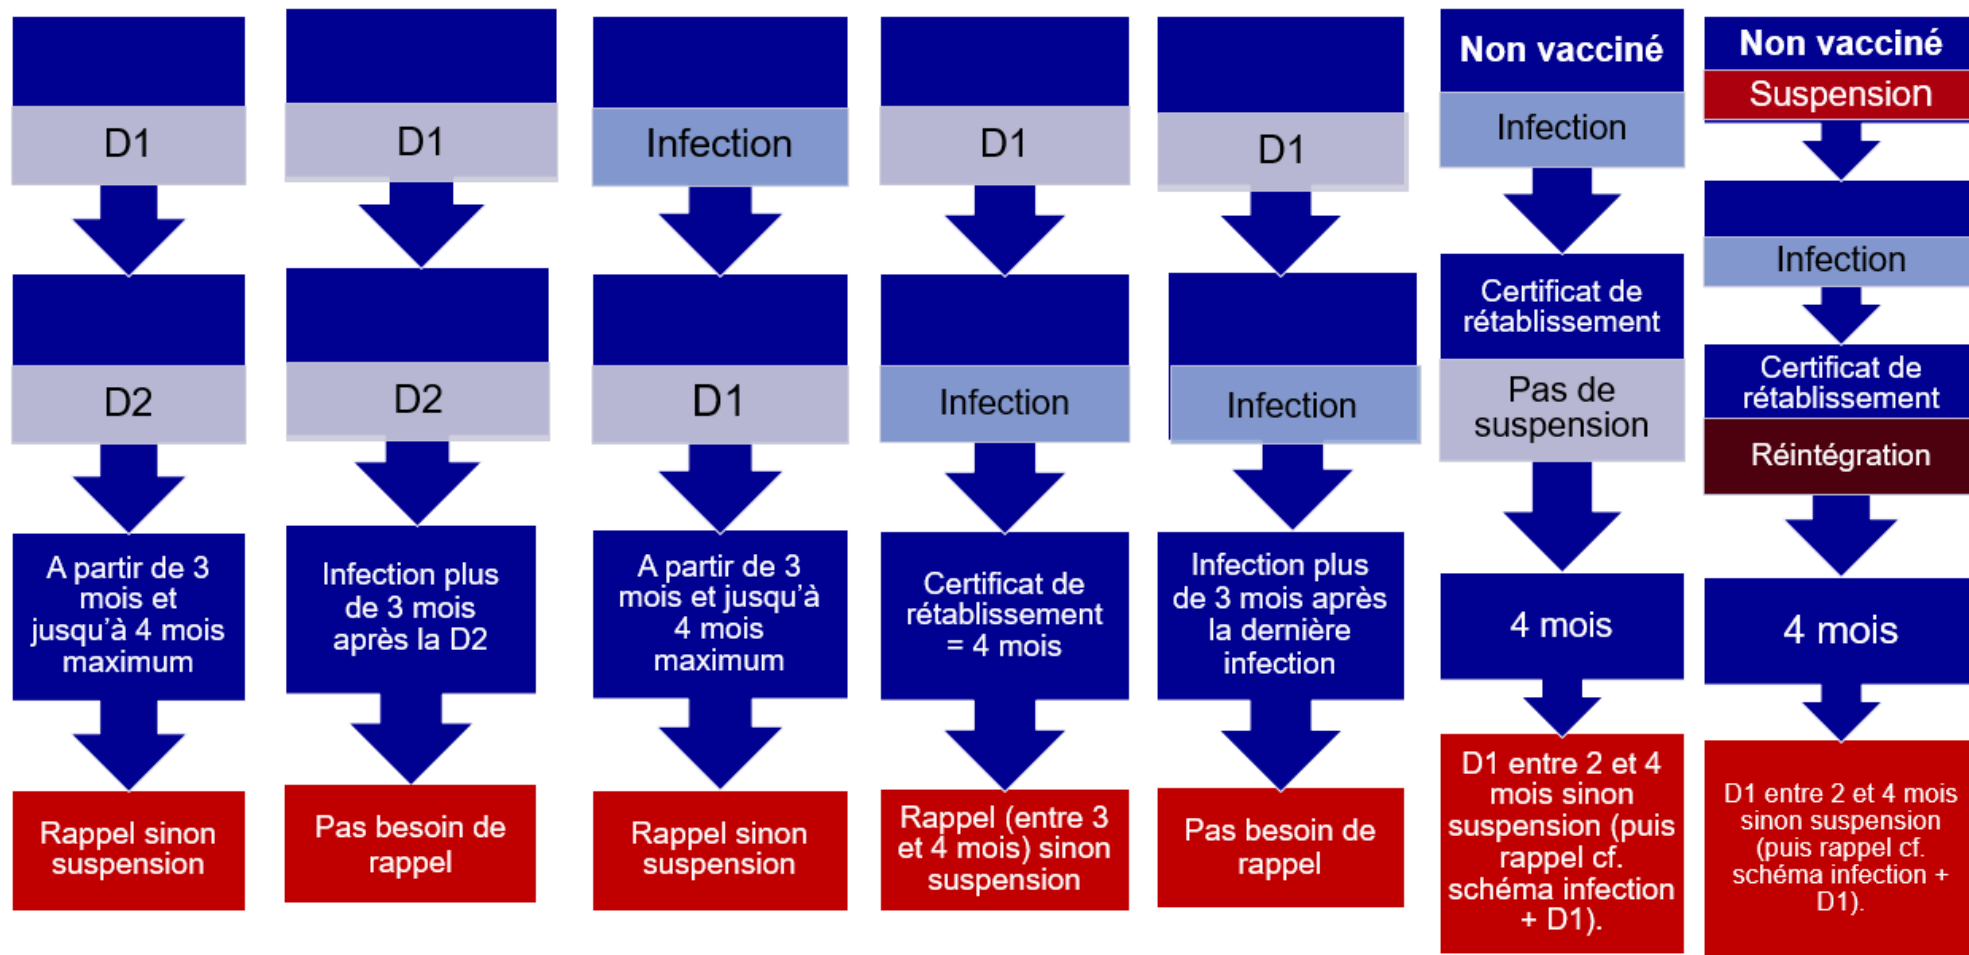 D1
D2
A partir de 3
mois et
jusqu'à 4 mois
maximum
Rappel sinon
suspension
D1
D2
Infection plus
de 3 mois
après la D2
Pas besoin de
rappel
Infection
D1
A partir de 3
mois et jusqu'à
4 mois
maximum
Rappel sinon
suspension
D1
Infection
Certificat de
rétablissement
= 4 mois
Rappel (entre 3
et 4 mois) sinon
suspension
D1
Infection
Infection plus
de 3 mois après
la dernière
infection
Pas besoin de
rappel
Non vacciné
Infection
Certificat de
rétablissement
Pas de
suspension
4 mois
D1 entre 2 et 4
mois sinon
suspension (puis
rappel cf.
schéma infection
+ D1).
Non vacciné
Suspension
Infection
Certificat de
rétablissement
Réintégration
4 mois
D1 entre 2 et 4 mois
sinon suspension
(puis rappel cf.
schéma infection +
D1).